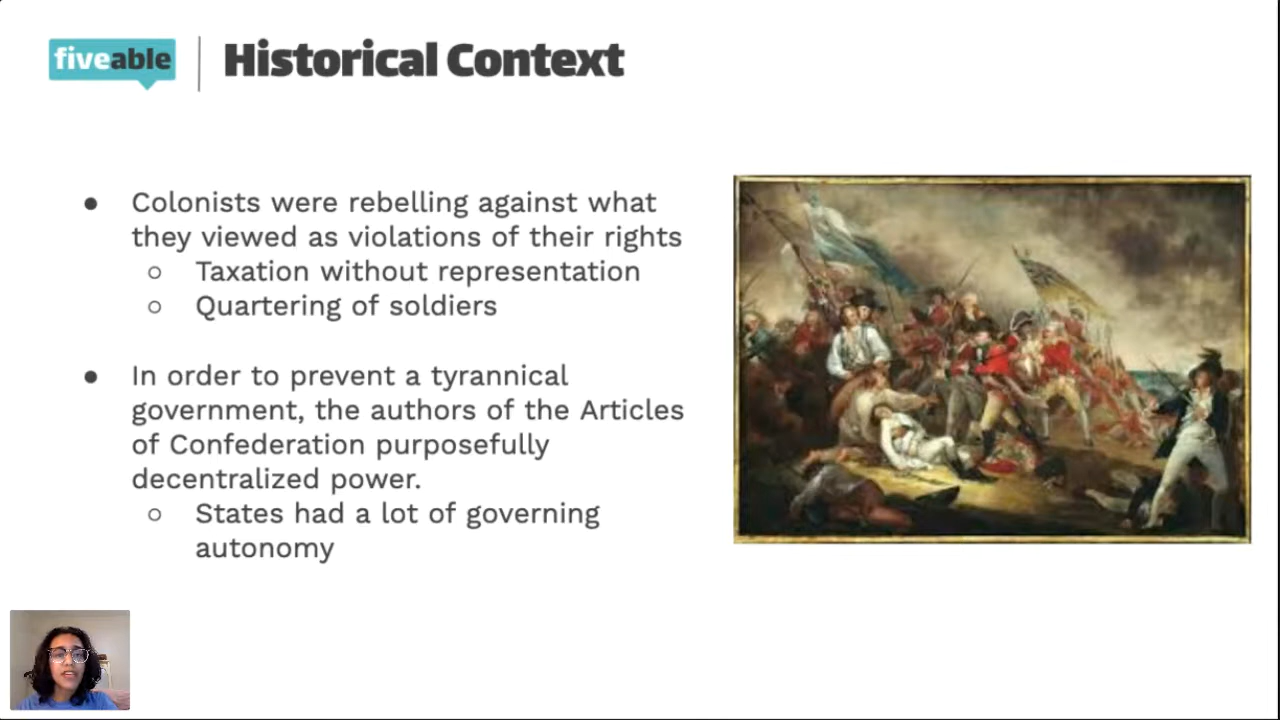 fiveable
Historical Context
● Colonists were rebelling against what
they viewed as violations of their rights
○ Taxation without representation
○ Quartering of soldiers
● In order to prevent a tyrannical
government, the authors of the Articles
of Confederation purposefully
decentralized power.
○ States had a lot of governing
autonomy